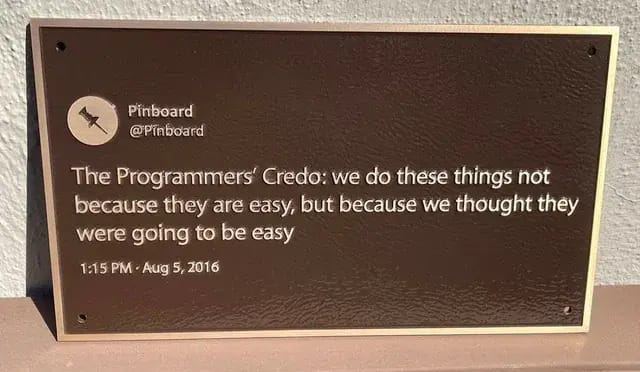 Pinboard
@Pinboard
The Programmers' Credo: we do these things not
because they are easy, but because we thought they
were going to be easy
1:15 PM · Aug 5, 2016